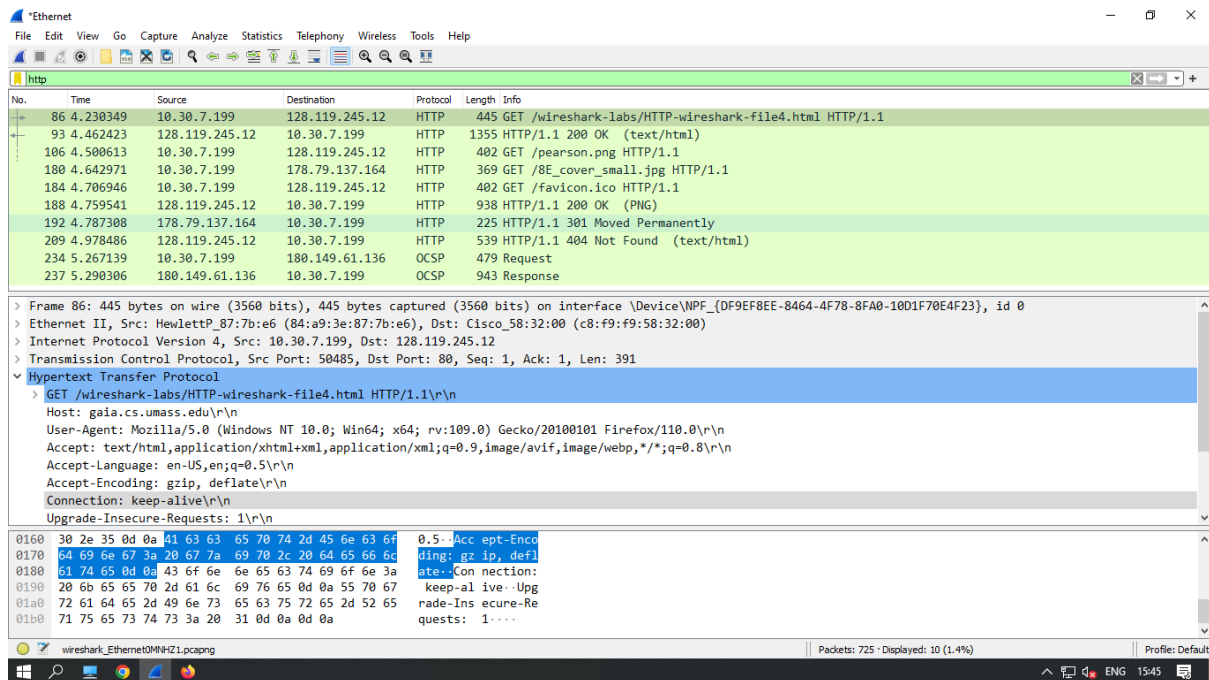 *Ethernet
File Edit View Go Capture Analyze Statistics Telephony Wireless Tools Help
http
No. Time Source Destination Protocol Length Info
86 4.230349 10.30.7.199 128.119.245.12 HTTP 445 GET /wireshark-labs/HTTP-wireshark-file4.html HTTP/1.1
93 4.462423 128.119.245.12 10.30.7.199 HTTP 1355 HTTP/1.1 200 OK (text/html)
106 4.500613 10.30.7.199 128.119.245.12 HTTP 402 GET /pearson.png HTTP/1.1
180 4.642971 10.30.7.199 178.79.137.164 HTTP 369 GET /8E_cover_small.jpg HTTP/1.1
184 4.706946 10.30.7.199 128.119.245.12 HTTP 402 GET /favicon.ico HTTP/1.1
188 4.759541 128.119.245.12 10.30.7.199 HTTP 938 HTTP/1.1 200 OK (PNG)
192 4.787308 178.79.137.164 10.30.7.199 HTTP 225 HTTP/1.1 301 Moved Permanently
209 4.978486 128.119.245.12 10.30.7.199 HTTP 539 HTTP/1.1 404 Not Found (text/html)
234 5.267139 10.30.7.199 180.149.61.136 OCSP 479 Request
237 5.290306 180.149.61.136 10.30.7.199 OCSP 943 Response
Frame 86: 445 bytes on wire (3560 bits), 445 bytes captured (3560 bits) on interface \Device\NPF_{DF9EF8EE-8464-4F78-8FA0-10D1F70E4F23}, id 0
Ethernet II, Src: HewlettP_87:7b:e6 (84:a9:3e:87:7b:e6), Dst: Cisco_58:32:00 (c8:f9:f9:58:32:00)
Internet Protocol Version 4, Src: 10.30.7.199, Dst: 128.119.245.12
Transmission Control Protocol, Src Port: 50485, Dst Port: 80, Seq: 1, Ack: 1, Len: 391
Hypertext Transfer Protocol
GET /wireshark-labs/HTTP-wireshark-file4.html HTTP/1.1\r\n
Host: gaia.cs.umass.edu\r\n
User-Agent: Mozilla/5.0 (Windows NT 10.0; Win64; x64; rv:109.0) Gecko/20100101 Firefox/110.0\r\n
Accept: text/html,application/xhtml+xml,application/xml;q=0.9,image/avif,image/webp,*/*;q=0.8\r\n
Accept-Language: en-US,en;q=0.5\r\n
Accept-Encoding: gzip, deflate\r\n
Connection: keep-alive\r\n
Upgrade-Insecure-Requests: 1\r\n
0160 30 2e 35 0d 0a 41 63 63 65 70 74 2d 45 6e 63 6f 0.5··Acc ept-Enco
0170 64 69 6e 67 3a 20 67 7a 69 70 2c 20 64 65 66 6c ding: gz ip, defl
0180 61 74 65 0d 0a 43 6f 6e 6e 65 63 74 69 6f 6e 3a ate··Con nection:
0190 20 6b 65 65 70 2d 61 6c 69 76 65 0d 0a 55 70 67 keep-al ive··Upg
01a0 72 61 64 65 2d 49 6e 73 65 63 75 72 65 2d 52 65 rade-Ins ecure-Re
01b0 71 75 65 73 74 73 3a 20 31 0d 0a 0d 0a quests: 1····
wireshark_Ethernet0MNHZ1.pcapng Packets: 725 · Displayed: 10 (1.4%) Profile: Default
ENG 15:45